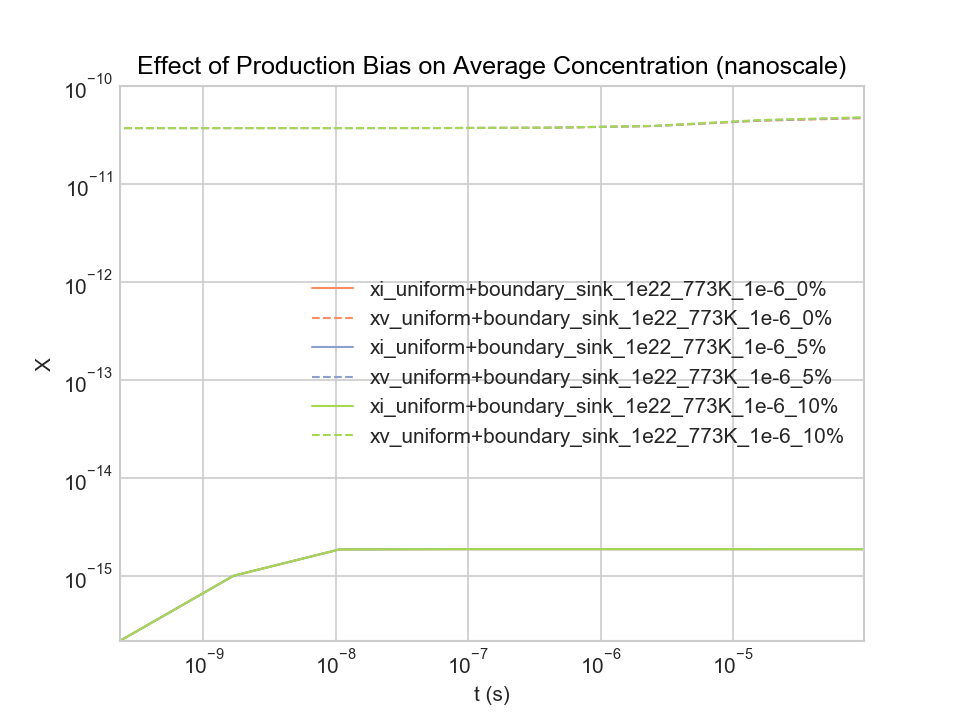 Effect of Production Bias on Average Concentration (nanoscale)
10⁻¹⁰
10⁻¹¹
10⁻¹²
10⁻¹³
10⁻¹⁴
10⁻¹⁵
X
xi_uniform+boundary_sink_1e22_773K_1e-6_0%
xv_uniform+boundary_sink_1e22_773K_1e-6_0%
xi_uniform+boundary_sink_1e22_773K_1e-6_5%
xv_uniform+boundary_sink_1e22_773K_1e-6_5%
xi_uniform+boundary_sink_1e22_773K_1e-6_10%
xv_uniform+boundary_sink_1e22_773K_1e-6_10%
10⁻⁹ 10⁻⁸ 10⁻⁷ 10⁻⁶ 10⁻⁵
t (s)